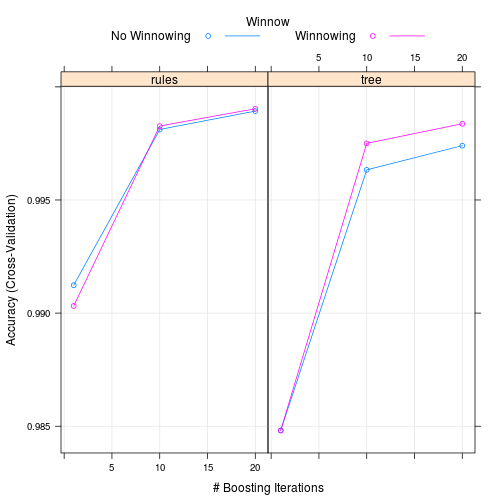 Winnow
No Winnowing Winnowing
5 10 15 20
rules tree
0.995
0.990
0.985
Accuracy (Cross-Validation)
5 10 15 20
# Boosting Iterations